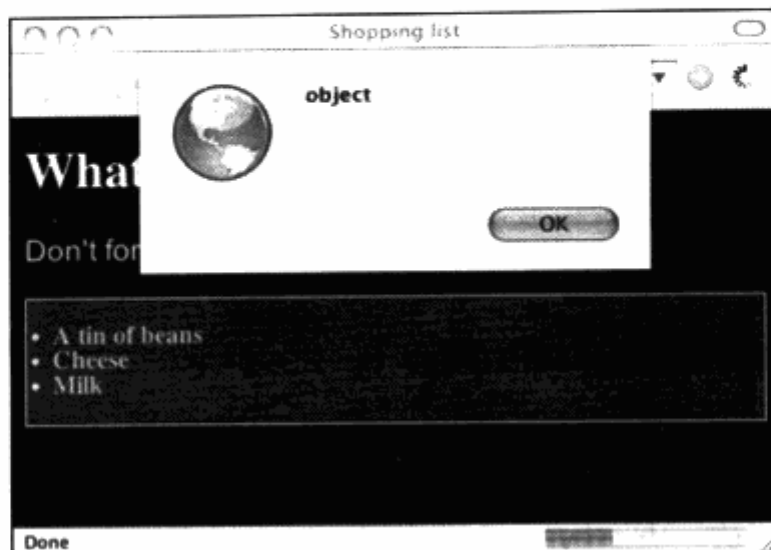 Shopping list
object
OK
What
Don't for
A tin of beans
Cheese
Milk
Done